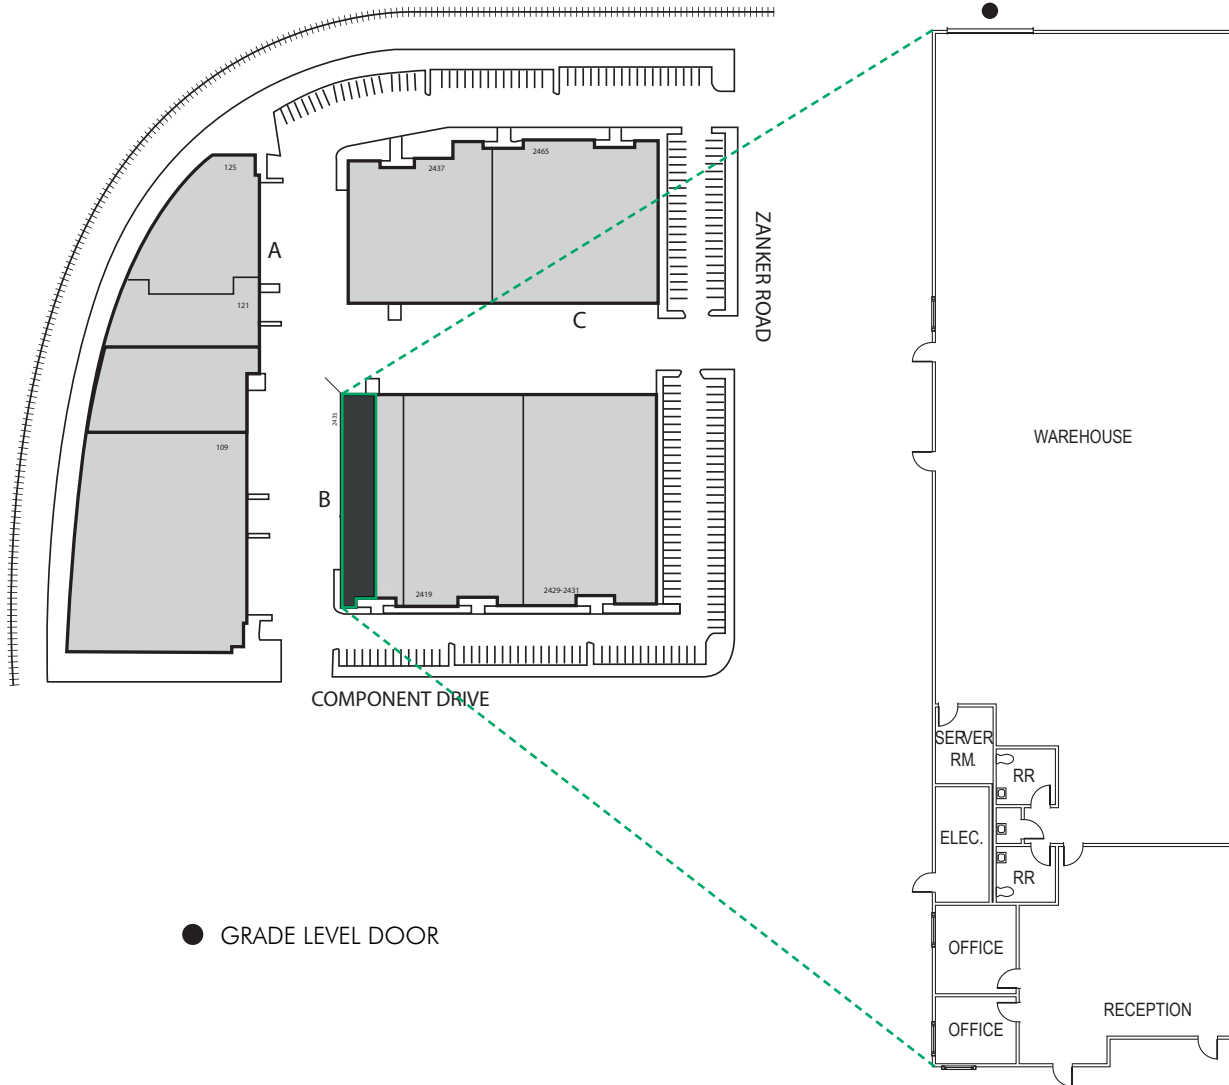 125
2437
2465
A
121
C
ZANKER ROAD
2435
109
B
2419
2429-2431
COMPONENT DRIVE
WAREHOUSE
SERVER
RM.
RR
ELEC.
RR
OFFICE
RECEPTION
OFFICE
GRADE LEVEL DOOR